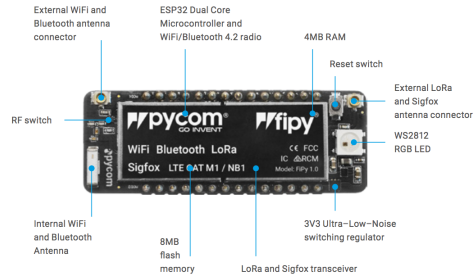 External WiFi and
Bluetooth antenna
connector
ESP32 Dual Core
Microcontroller and
WiFi/Bluetooth 4.2 radio
4MB RAM
Reset switch
External LoRa
and Sigfox
antenna connector
RF switch
WS2812
RGB LED
pycom
GO INVENT
fipy
WiFi Bluetooth LoRa
CE FCC
IC RCM
Sigfox LTE CAT M1 / NB1
Model: FiPy 1.0
pycom
Internal WiFi
and Bluetooth
Antenna
8MB
flash
memory
LoRa and Sigfox transceiver
3V3 Ultra–Low–Noise
switching regulator